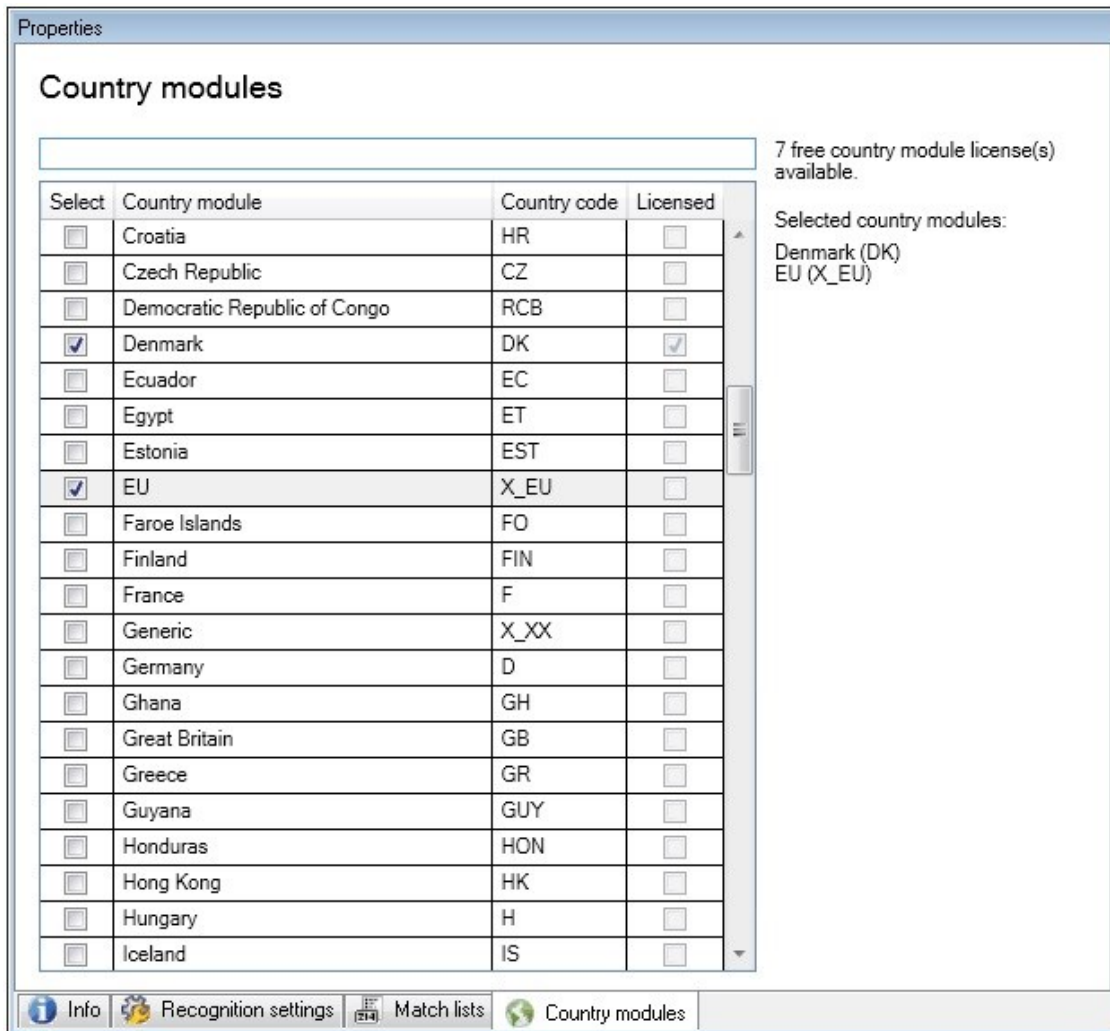 Properties
Country modules
7 free country module license(s)
available.
Selected country modules:
Denmark (DK)
EU (X_EU)
Select Country module Country code Licensed
Croatia HR
Czech Republic CZ
Democratic Republic of Congo RCB
Denmark DK
Ecuador EC
Egypt ET
Estonia EST
EU X_EU
Faroe Islands FO
Finland FIN
France F
Generic X_XX
Germany D
Ghana GH
Great Britain GB
Greece GR
Guyana GUY
Honduras HON
Hong Kong HK
Hungary H
Iceland IS
Info Recognition settings Match lists Country modules